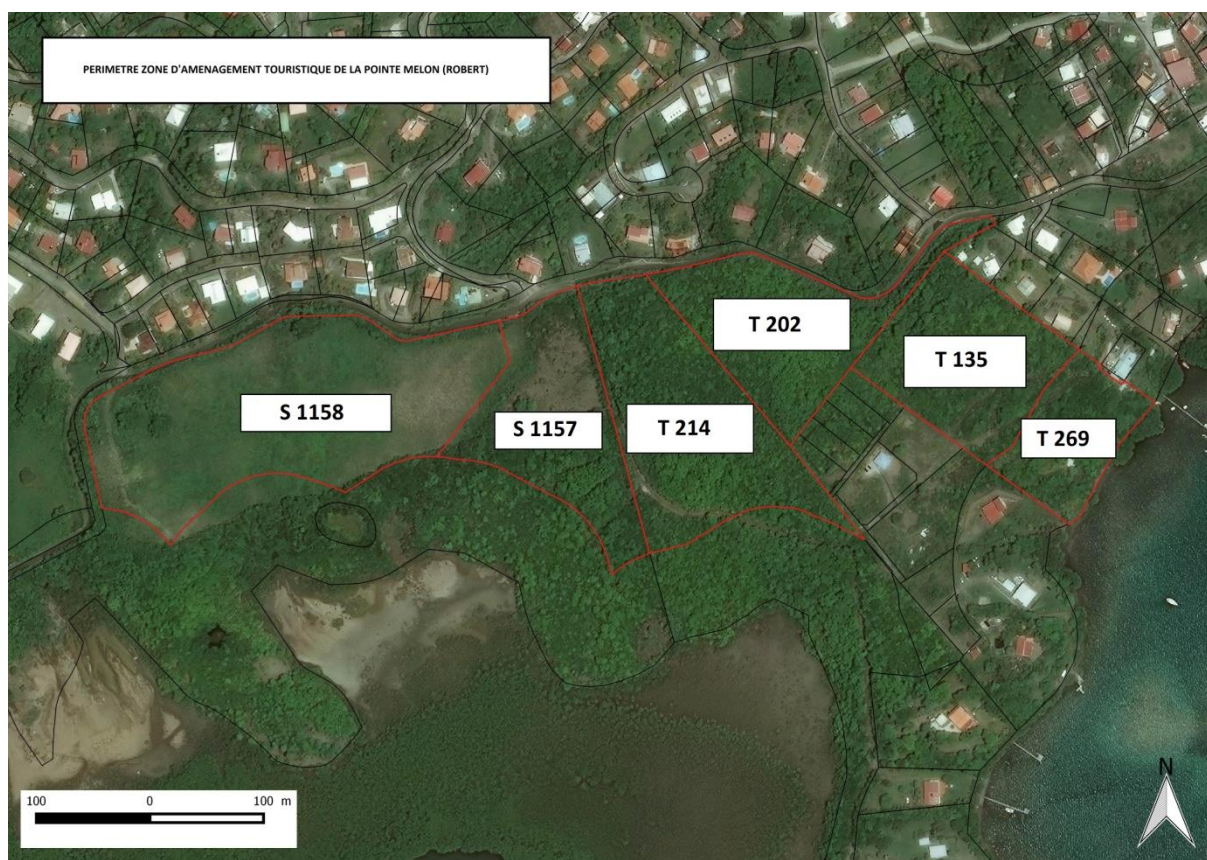 PERIMETRE ZONE D'AMENAGEMENT TOURISTIQUE DE LA POINTE MELON (ROBERT)
T 202
T 135
S 1158
S 1157
T 214
T 269
N
100 0 100 m